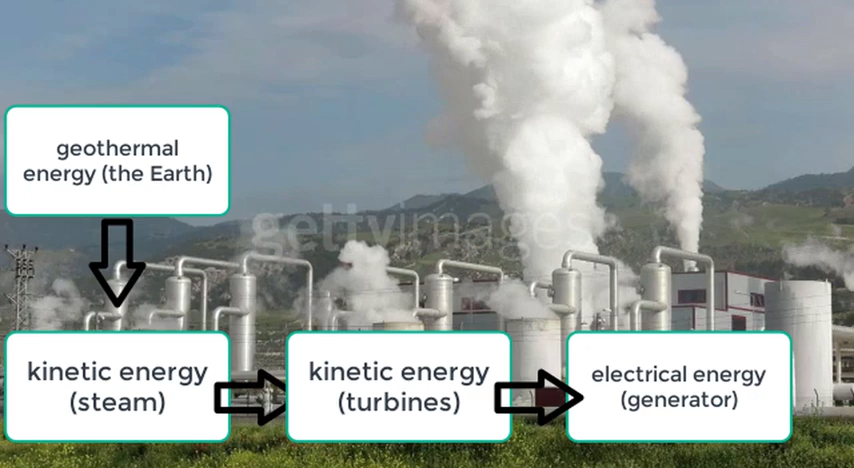 gettyimages
geothermal
energy (the Earth)
kinetic energy
(steam)
kinetic energy
(turbines)
electrical energy
(generator)